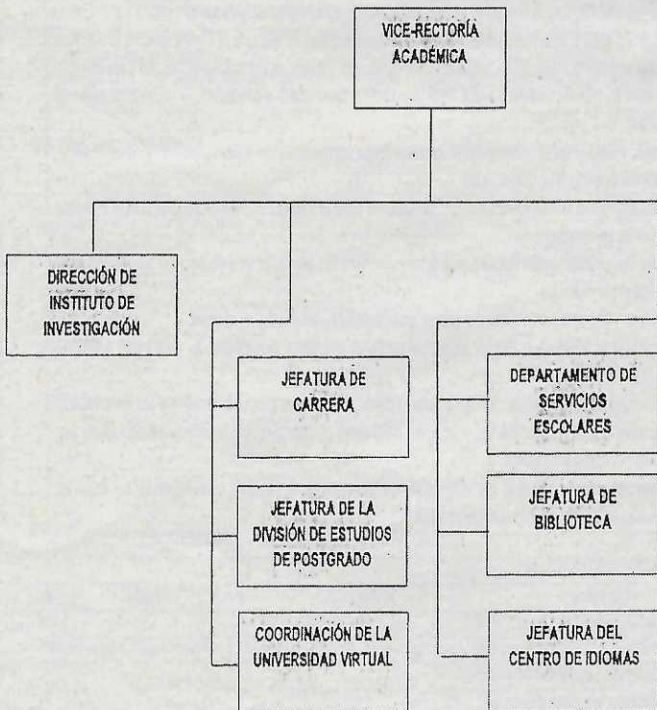 VICE-RECTORÍA
ACADÉMICA
DIRECCIÓN DE
INSTITUTO DE
INVESTIGACIÓN
JEFATURA DE
CARRERA
DEPARTAMENTO DE
SERVICIOS
ESCOLARES
JEFATURA DE LA
DIVISIÓN DE ESTUDIOS
DE POSTGRADO
JEFATURA DE
BIBLIOTECA
COORDINACIÓN DE LA
UNIVERSIDAD VIRTUAL
JEFATURA DEL
CENTRO DE IDIOMAS